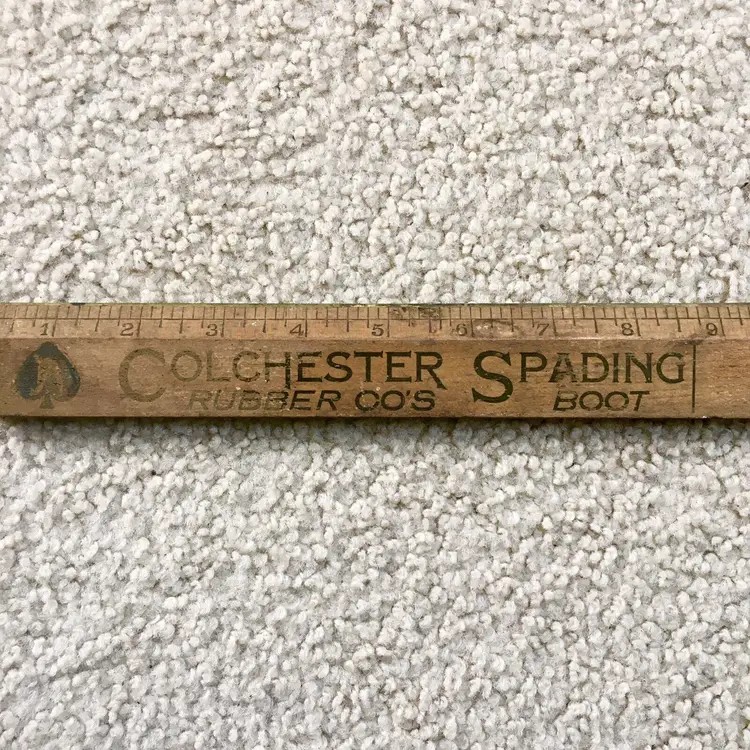 1 2 3 4 5 6 7 8 9
COLCHESTER SPADING
RUBBER CO'S BOOT